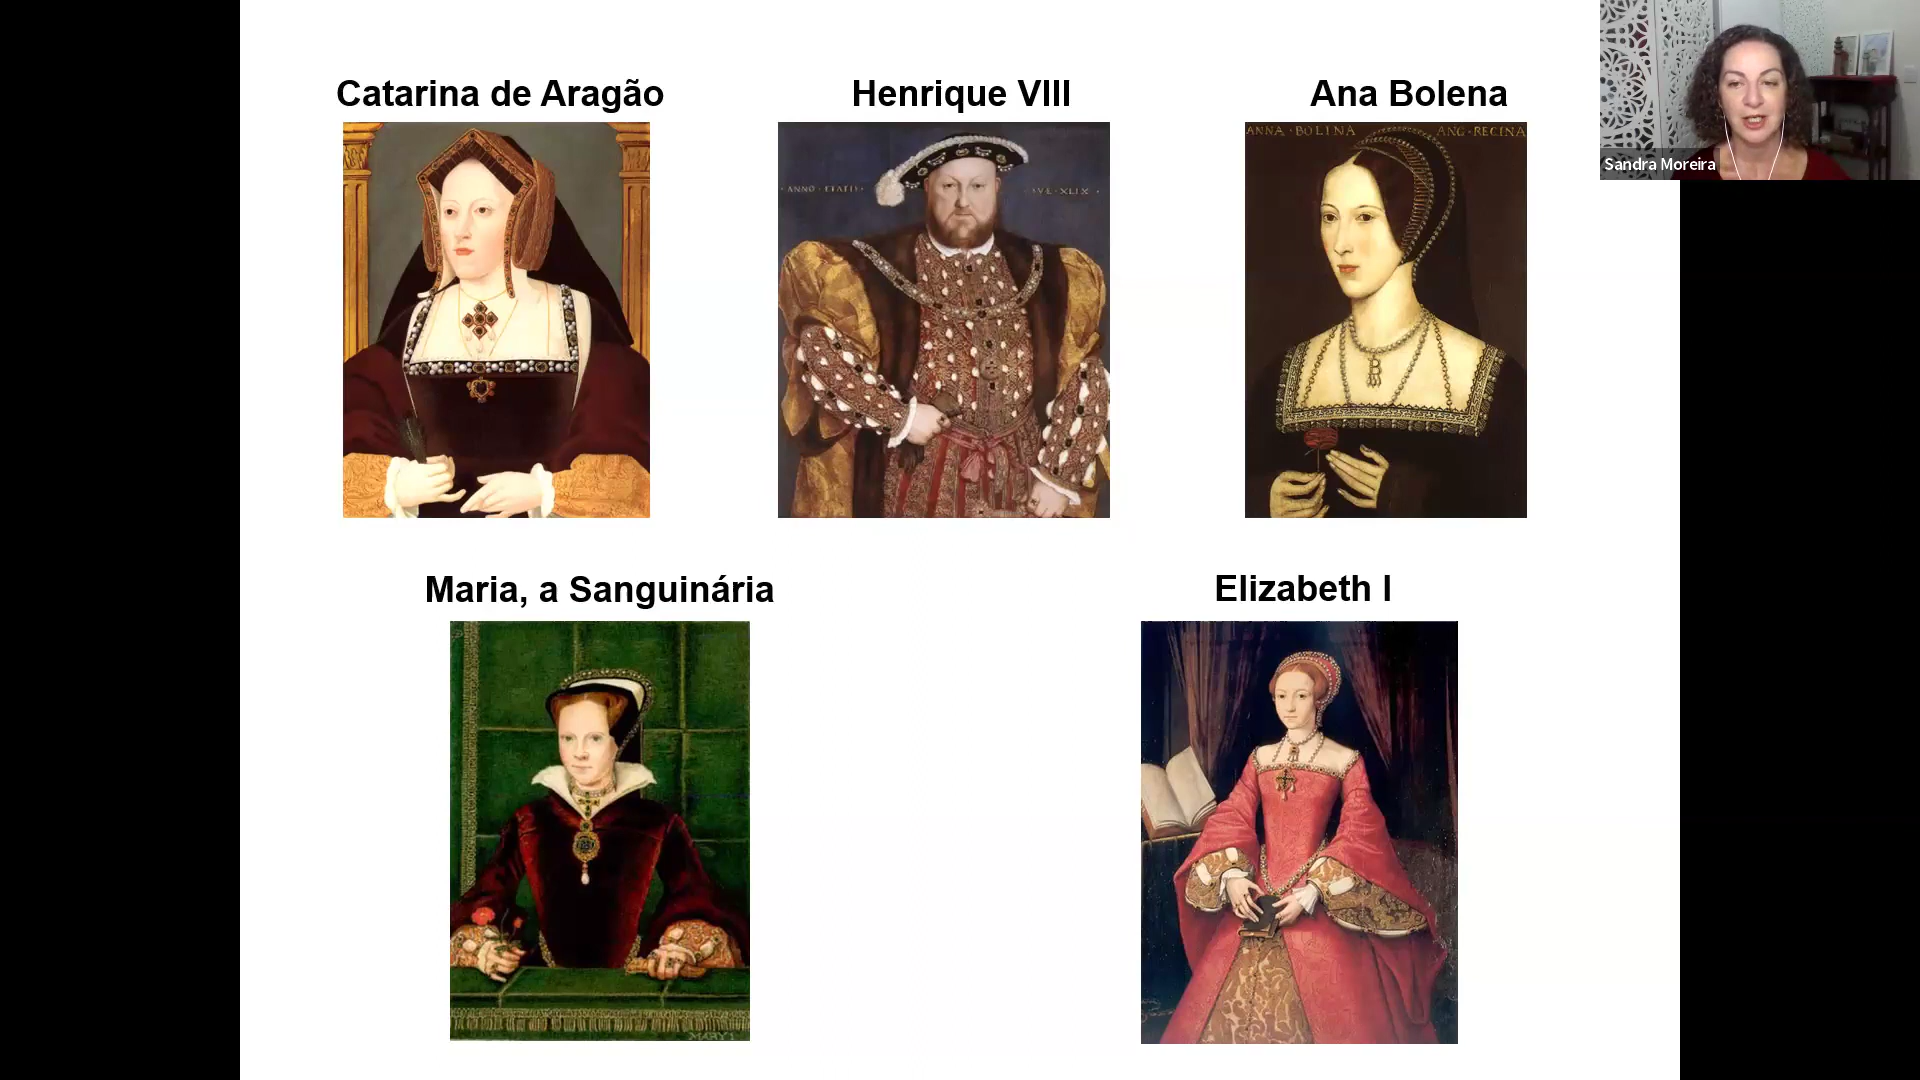 Catarina de Aragão
Henrique VIII
Ana Bolena
ANNA · BOLINA ANG · REGINA
ANNO · ETATIS · SVÆ · XLIX ·
Sandra Moreira
Maria, a Sanguinária
Elizabeth I